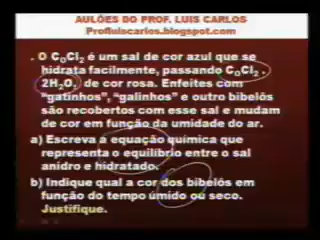 AULÕES DO PROF. LUIS CARLOS
Profluiscarlos.blogspot.com
. O CoCl2 é um sal de cor azul que se
hidrata facilmente, passando CoCl2 .
2H2O, de cor rosa. Enfeites com
"gatinhos", "galinhos" e outro bibelôs
são recobertos com esse sal e mudam
de cor em função da umidade do ar.
a) Escreva a equação química que
representa o equilíbrio entre o sal
anidro e hidratado.
b) Indique qual a cor dos bibelôs em
função do tempo úmido ou seco.
Justifique.